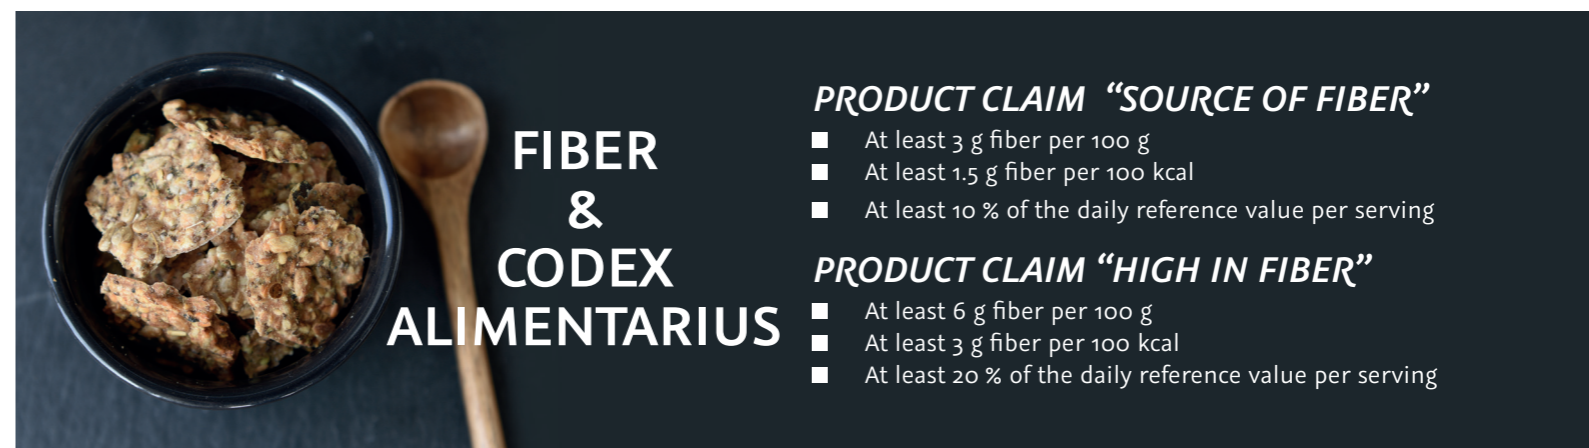 FIBER
&
CODEX
ALIMENTARIUS
PRODUCT CLAIM “SOURCE OF FIBER”
At least 3 g fiber per 100 g
At least 1.5 g fiber per 100 kcal
At least 10 % of the daily reference value per serving
PRODUCT CLAIM “HIGH IN FIBER”
At least 6 g fiber per 100 g
At least 3 g fiber per 100 kcal
At least 20 % of the daily reference value per serving